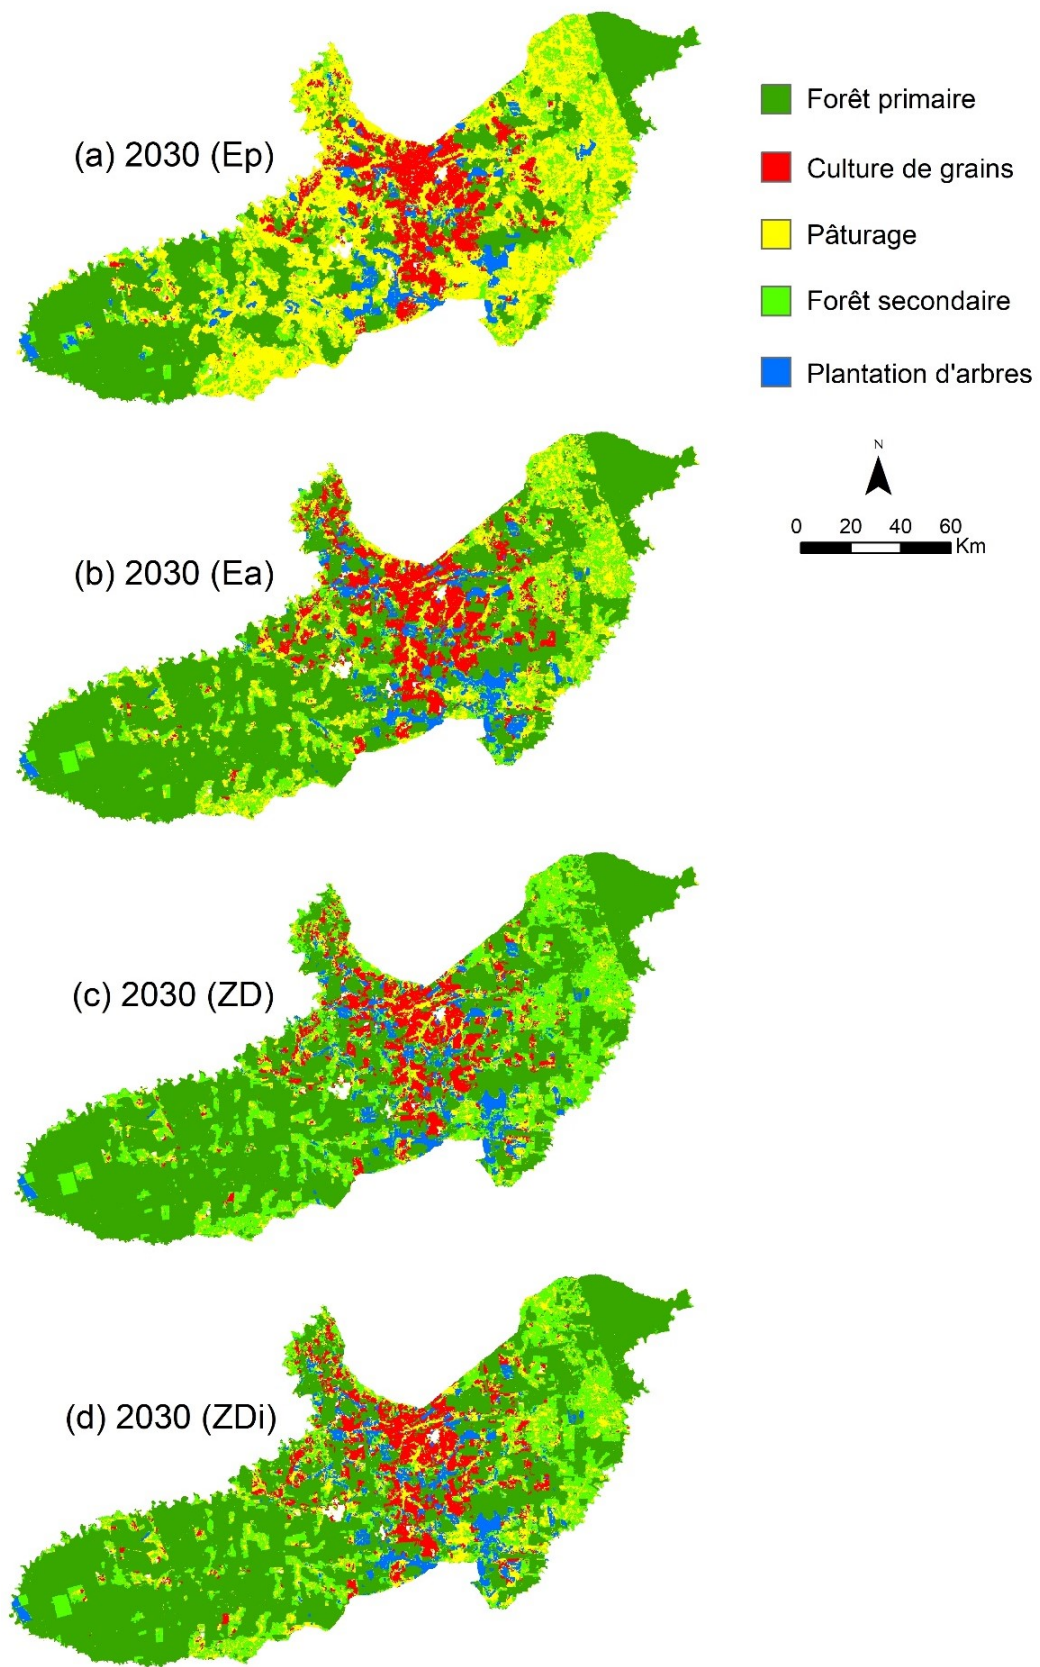 (a) 2030 (Ep)
Forêt primaire
Culture de grains
Pâturage
Forêt secondaire
Plantation d'arbres
N
0 20 40 60
Km
(b) 2030 (Ea)
(c) 2030 (ZD)
(d) 2030 (ZDi)